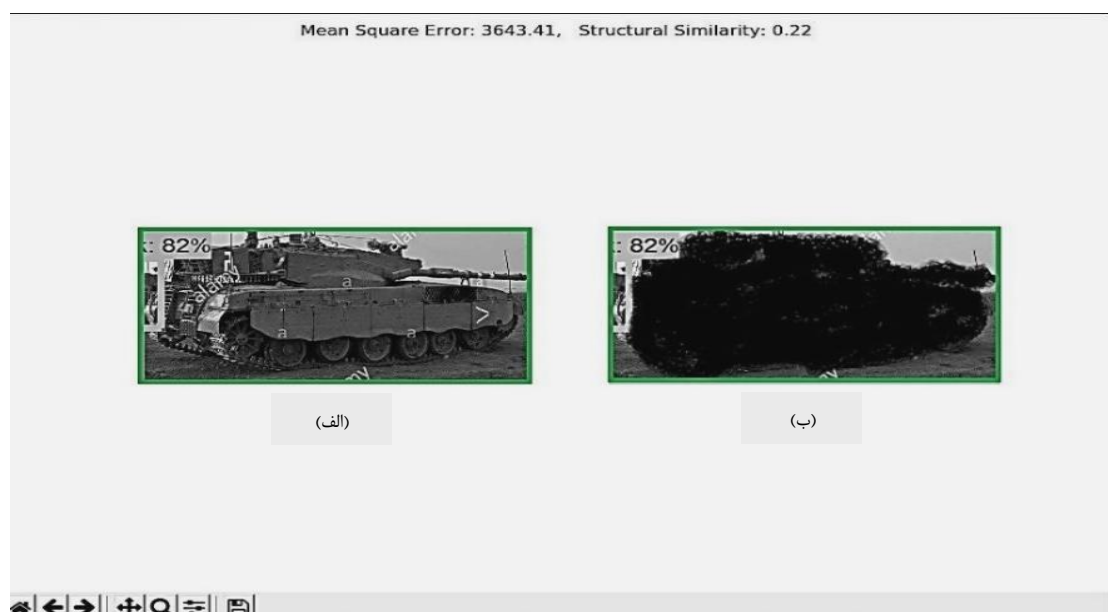 Mean Square Error: 3643.41, Structural Similarity: 0.22
: 82%
: 82%
a
a
a
a
(الف)
(ب)